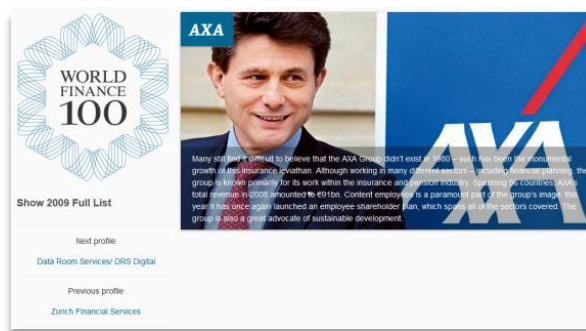 WORLD
FINANCE
100
Show 2009 Full List
Next profile
Data Room Services/ DRS Digital
Previous profile
Zurich Financial Services
AXA
AXA
Many still find it difficult to believe that the AXA Group didn't exist in 1980 – such has been the monumental
growth of this insurance leviathan. Although working in many different sectors – including financial planning, the
group is known primarily for its work within the insurance and pension industry. Spanning 56 countries, AXA's
total revenue in 2008 amounted to €91bn. Content employees is a paramount part of the group's image; this
year it has once again launched an employee shareholder plan, which spans all of the sectors covered. The
group is also a great advocate of sustainable development.